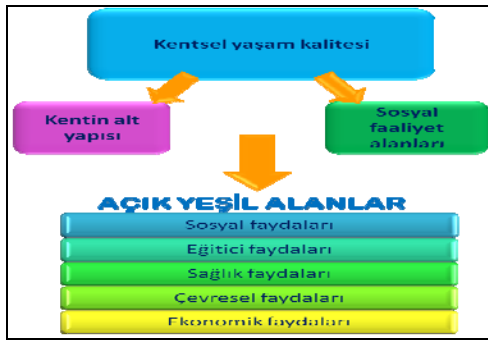 Kentsel yaşam kalitesi
Kentin alt
yapısı
Sosyal
faaliyet
alanları
AÇIK YEŞİL ALANLAR
Sosyal faydaları
Eğitici faydaları
Sağlık faydaları
Çevresel faydaları
Ekonomik faydaları